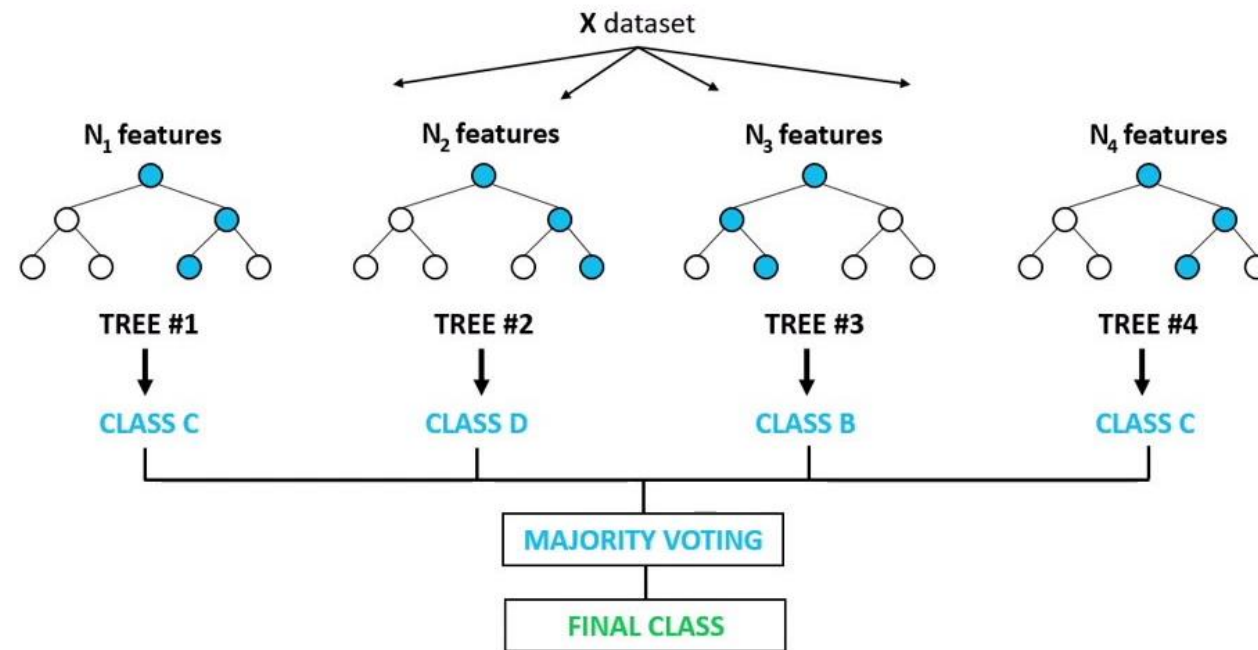 X dataset
N₁ features
N₂ features
N₃ features
N₄ features
TREE #1
TREE #2
TREE #3
TREE #4
CLASS C
CLASS D
CLASS B
CLASS C
MAJORITY VOTING
FINAL CLASS